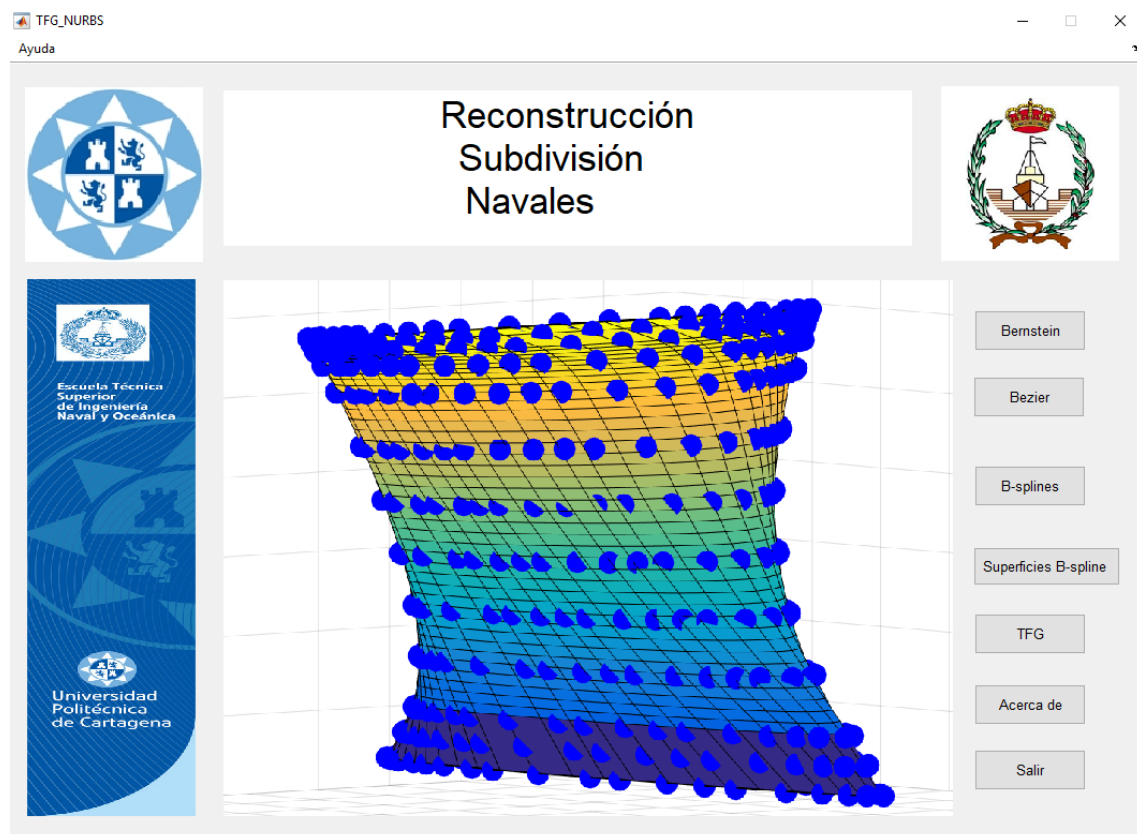 TFG_NURBS
Ayuda
Reconstrucción
Subdivisión
Navales
Escuela Técnica
Superior
de Ingeniería
Naval y Oceánica
Universidad
Politécnica
de Cartagena
Bernstein
Bezier
B-splines
Superficies B-spline
TFG
Acerca de
Salir